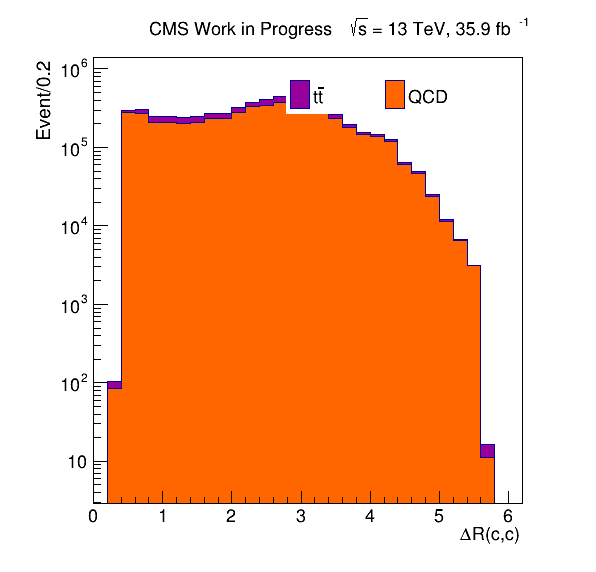 CMS Work in Progress √s = 13 TeV, 35.9 fb⁻¹
Event/0.2
10⁶
10⁵
10⁴
10³
10²
10
tt̄
QCD
0 1 2 3 4 5 6
ΔR(c,c)